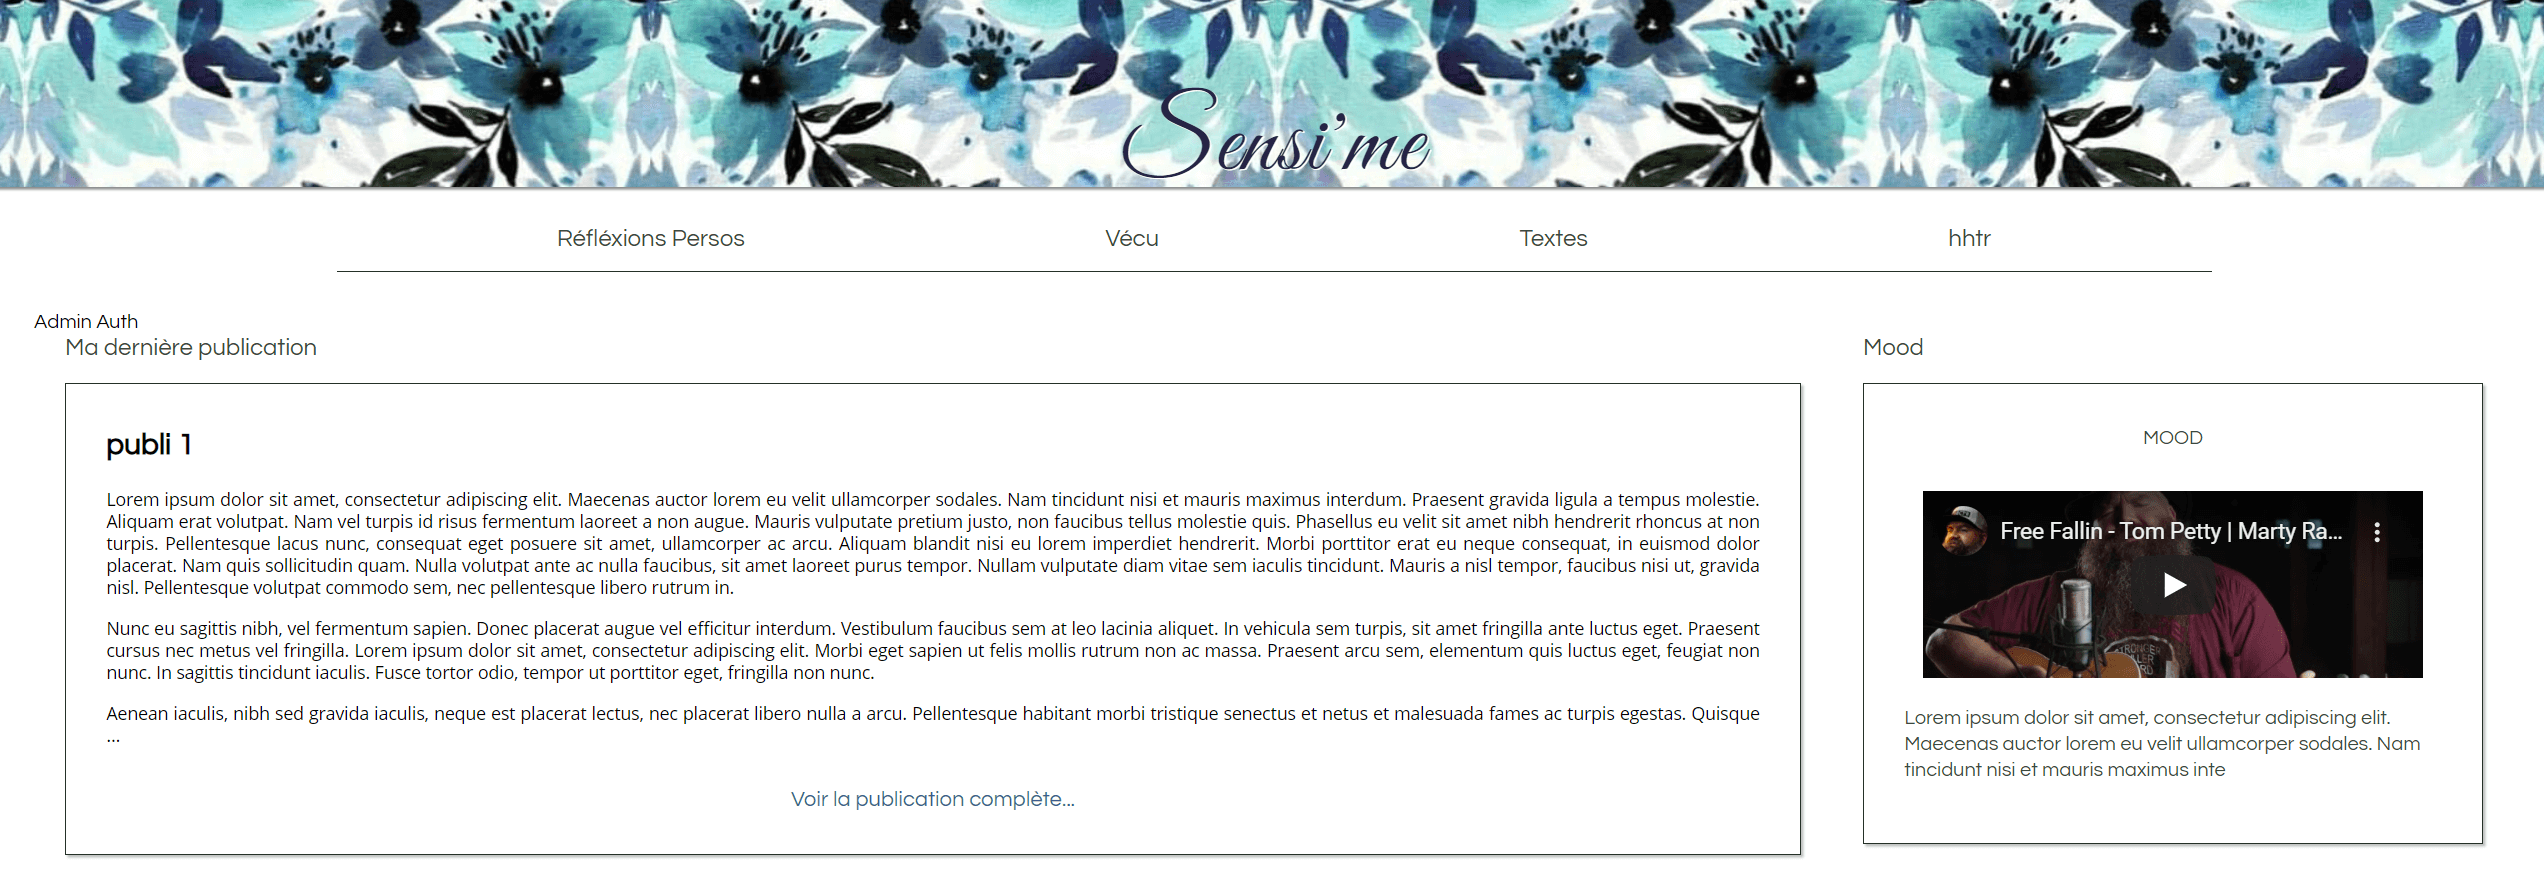 Sensi'me
Réfléxions Persos
Vécu
Textes
hhtr
Admin Auth
Ma dernière publication
publi 1
Lorem ipsum dolor sit amet, consectetur adipiscing elit. Maecenas auctor lorem eu velit ullamcorper sodales. Nam tincidunt nisi et mauris maximus interdum. Praesent gravida ligula a tempus molestie.
Aliquam erat volutpat. Nam vel turpis id risus fermentum laoreet a non augue. Mauris vulputate pretium justo, non faucibus tellus molestie quis. Phasellus eu velit sit amet nibh hendrerit rhoncus at non
turpis. Pellentesque lacus nunc, consequat eget posuere sit amet, ullamcorper ac arcu. Aliquam blandit nisi eu lorem imperdiet hendrerit. Morbi porttitor erat eu neque consequat, in euismod dolor
placerat. Nam quis sollicitudin quam. Nulla volutpat ante ac nulla faucibus, sit amet laoreet purus tempor. Nullam vulputate diam vitae sem iaculis tincidunt. Mauris a nisl tempor, faucibus nisi ut, gravida
nisl. Pellentesque volutpat commodo sem, nec pellentesque libero rutrum in.
Nunc eu sagittis nibh, vel fermentum sapien. Donec placerat augue vel efficitur interdum. Vestibulum faucibus sem at leo lacinia aliquet. In vehicula sem turpis, sit amet fringilla ante luctus eget. Praesent
cursus nec metus vel fringilla. Lorem ipsum dolor sit amet, consectetur adipiscing elit. Morbi eget sapien ut felis mollis rutrum non ac massa. Praesent arcu sem, elementum quis luctus eget, feugiat non
nunc. In sagittis tincidunt iaculis. Fusce tortor odio, tempor ut porttitor eget, fringilla non nunc.
Aenean iaculis, nibh sed gravida iaculis, neque est placerat lectus, nec placerat libero nulla a arcu. Pellentesque habitant morbi tristique senectus et netus et malesuada fames ac turpis egestas. Quisque
...
Voir la publication complète...
Mood
MOOD
Free Fallin - Tom Petty | Marty Ra...
Lorem ipsum dolor sit amet, consectetur adipiscing elit.
Maecenas auctor lorem eu velit ullamcorper sodales. Nam
tincidunt nisi et mauris maximus inte